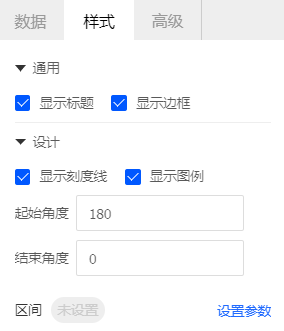 数据 样式 高级
通用
显示标题 显示边框
设计
显示刻度线 显示图例
起始角度 180
结束角度 0
区间 未设置 设置参数